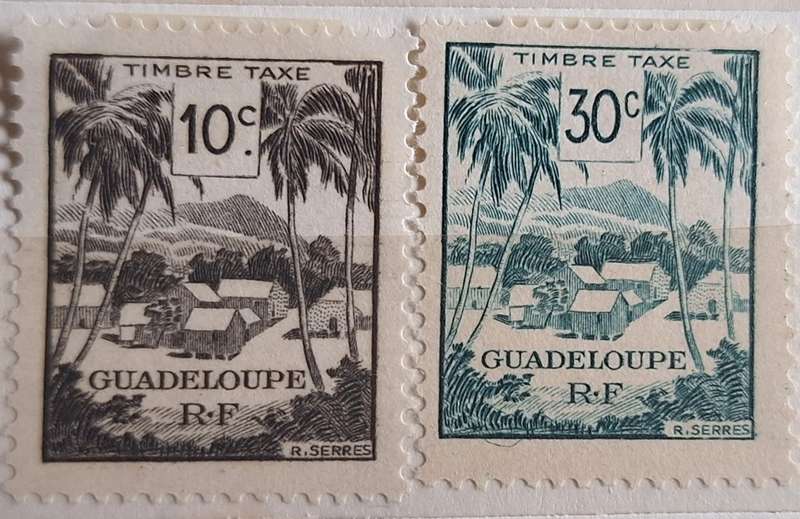 TIMBRE TAXE
10c.
GUADELOUPE
R·F
R. SERRES
TIMBRE TAXE
30c
GUADELOUPE
R·F
R. SERRES